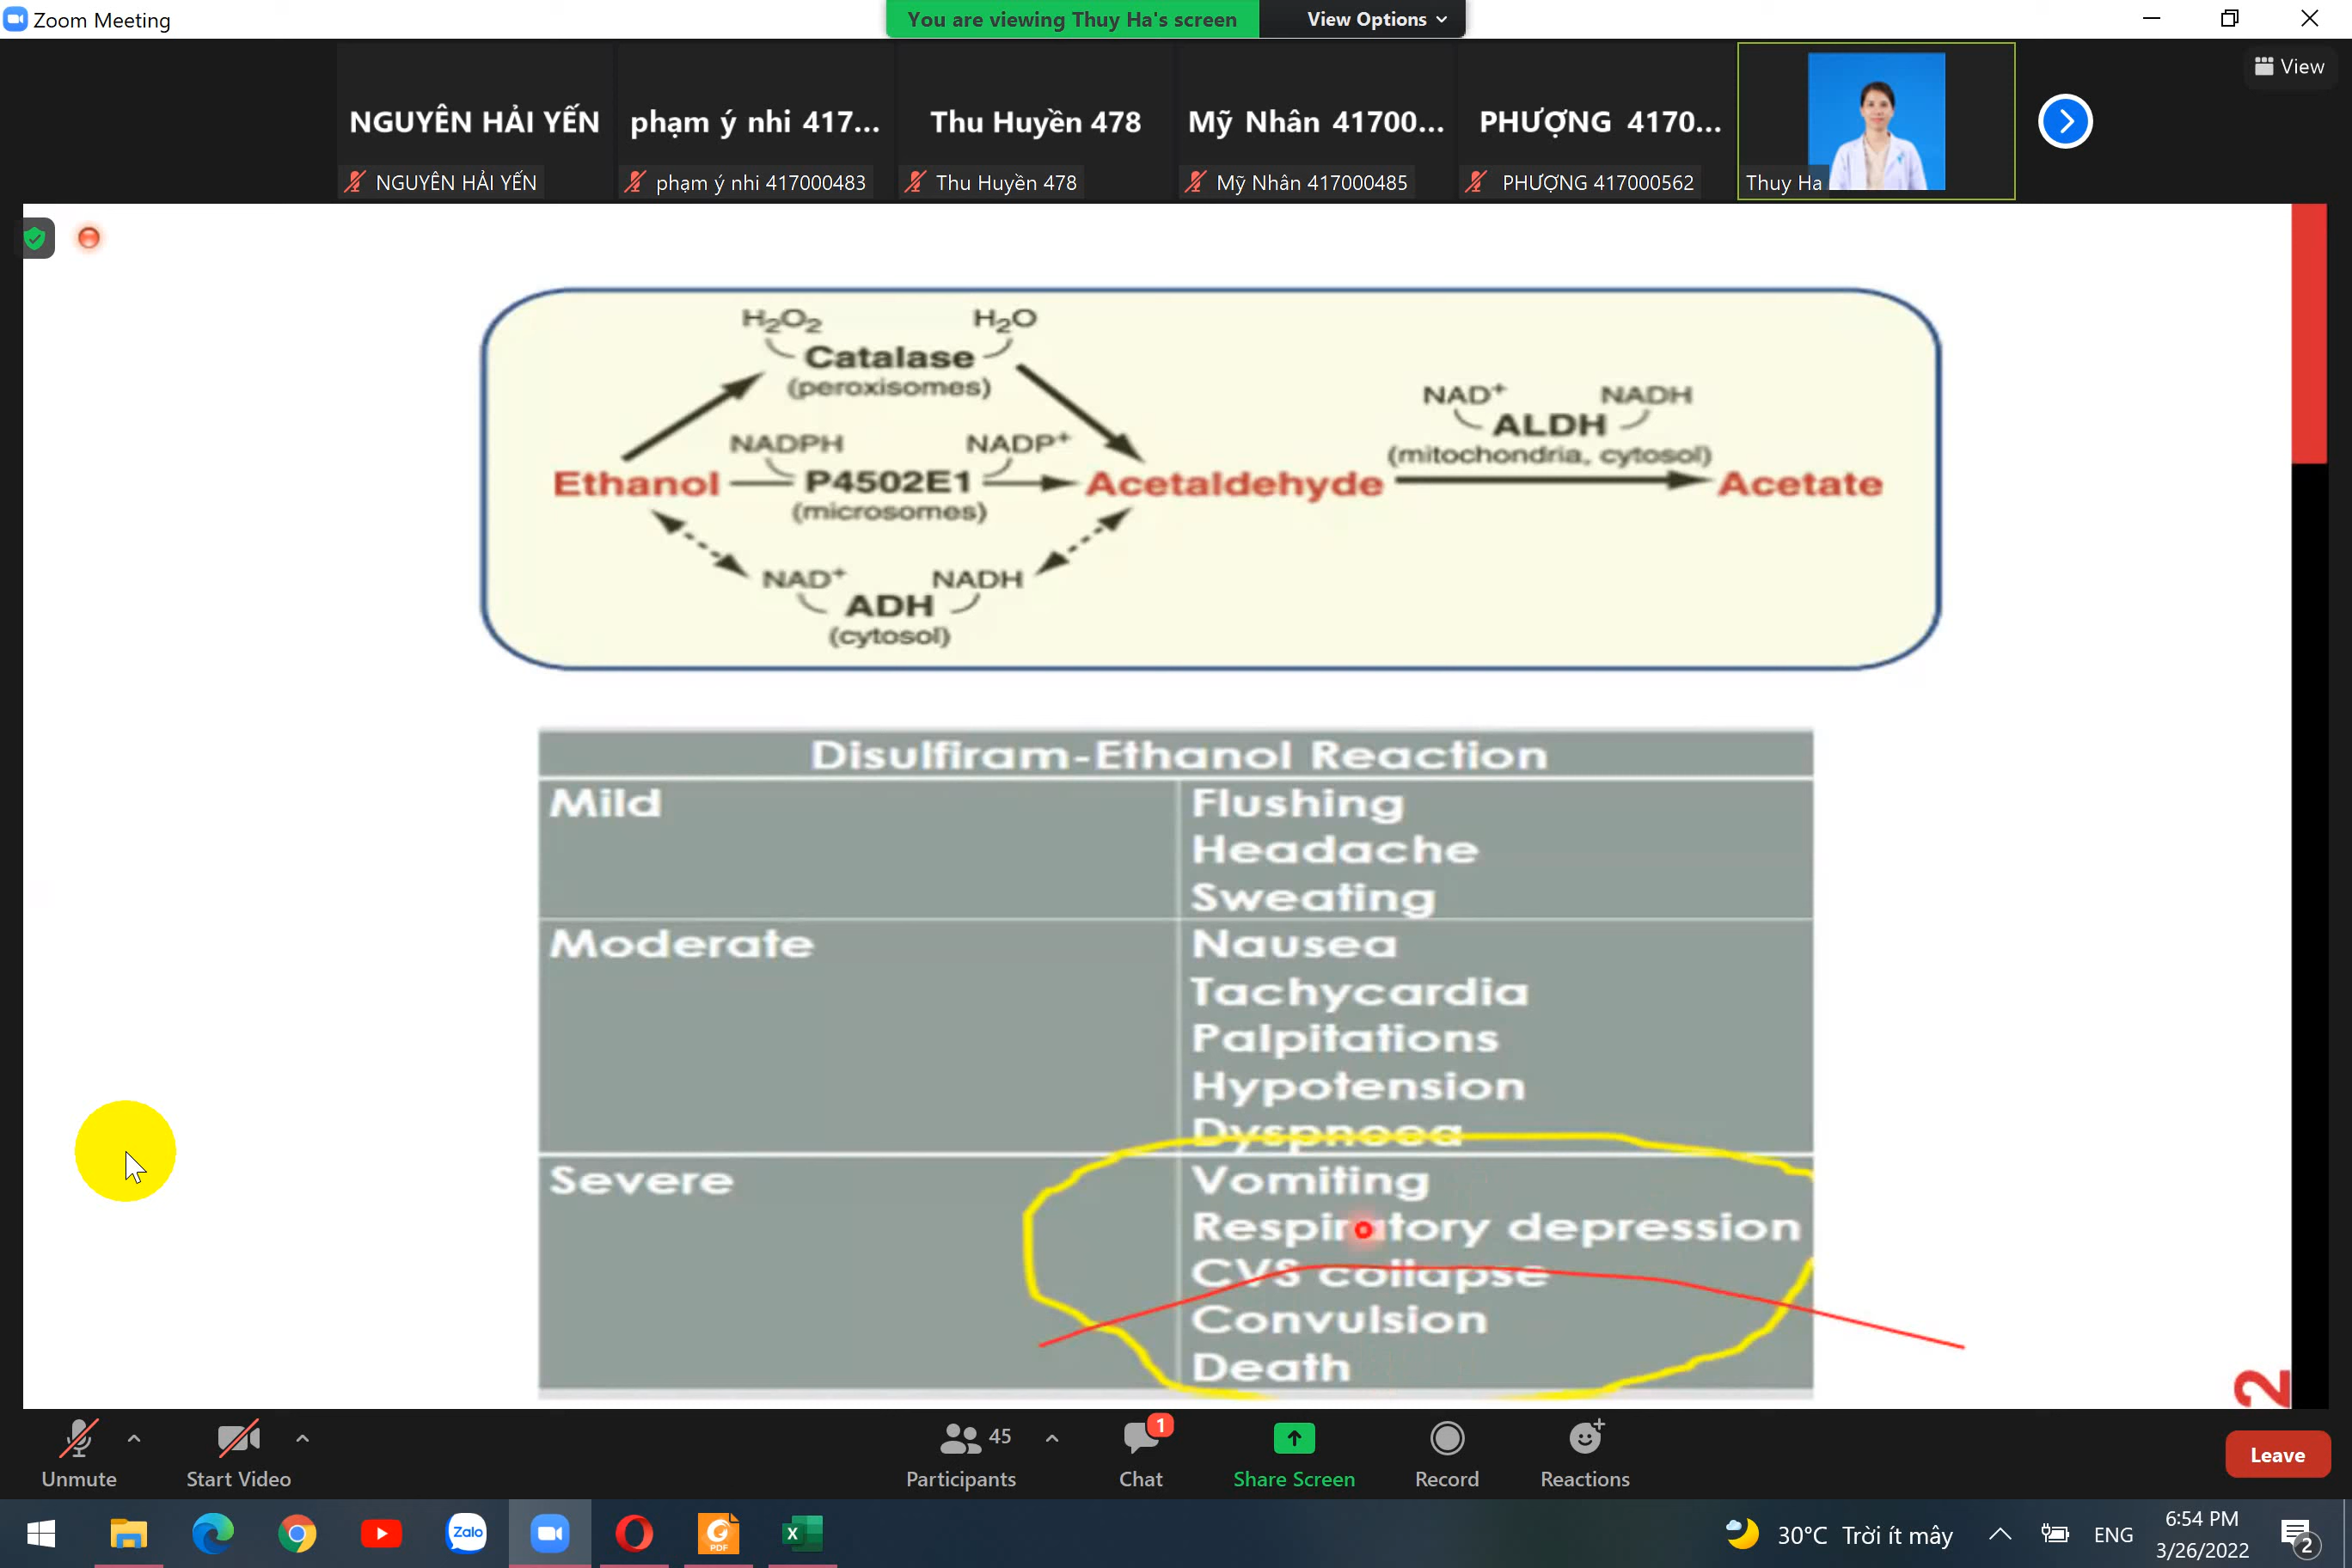 Zoom Meeting
You are viewing Thuy Ha's screen
View Options
View
NGUYÊN HẢI YẾN
phạm ý nhi 417...
Thu Huyền 478
Mỹ Nhân 41700...
PHƯỢNG 4170...
NGUYÊN HẢI YẾN
phạm ý nhi 417000483
Thu Huyền 478
Mỹ Nhân 417000485
PHƯỢNG 417000562
Thuy Ha
H₂O₂ H₂O
Catalase
(peroxisomes)
NAD⁺ NADH
ALDH
(mitochondria, cytosol)
NADPH NADP⁺
Ethanol P4502E1 Acetaldehyde Acetate
(microsomes)
NAD⁺ NADH
ADH
(cytosol)
Disulfiram-Ethanol Reaction
Mild Flushing
Headache
Sweating
Moderate Nausea
Tachycardia
Palpitations
Hypotension
Dyspnoea
Severe Vomiting
Respiratory depression
CVS collapse
Convulsion
Death
2
Unmute
Start Video
45
Participants
1
Chat
Share Screen
Record
Reactions
Leave
Zalo
PDF
X
30°C Trời ít mây
ENG
6:54 PM
3/26/2022
2